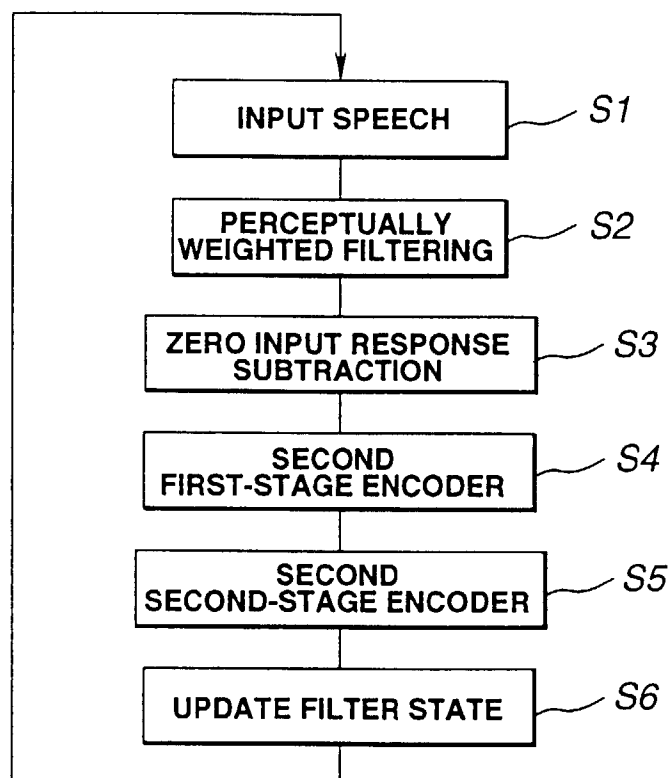 INPUT SPEECH
S1
PERCEPTUALLY
WEIGHTED FILTERING
S2
ZERO INPUT RESPONSE
SUBTRACTION
S3
SECOND
FIRST-STAGE ENCODER
S4
SECOND
SECOND-STAGE ENCODER
S5
UPDATE FILTER STATE
S6